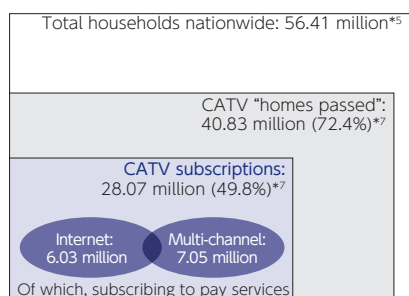 Total households nationwide: 56.41 million*5
CATV “homes passed”:
40.83 million (72.4%)*7
CATV subscriptions:
28.07 million (49.8%)*7
Internet:
6.03 million
Multi-channel:
7.05 million
Of which, subscribing to pay services